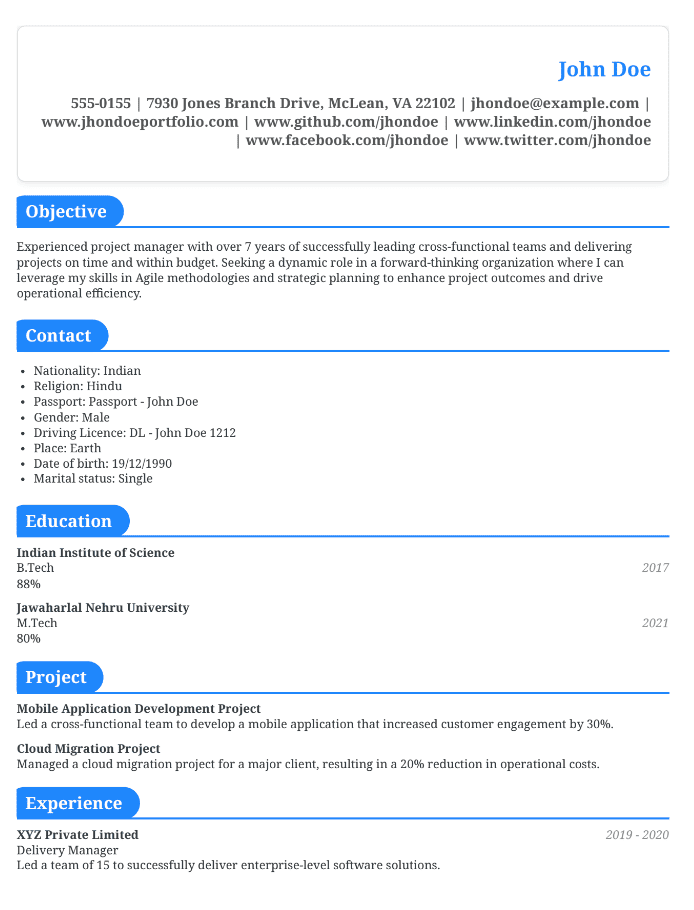 John Doe
555-0155 | 7930 Jones Branch Drive, McLean, VA 22102 | jhondoe@example.com |
www.jhondoeportfolio.com | www.github.com/jhondoe | www.linkedin.com/jhondoe
| www.facebook.com/jhondoe | www.twitter.com/jhondoe
Objective
Experienced project manager with over 7 years of successfully leading cross-functional teams and delivering
projects on time and within budget. Seeking a dynamic role in a forward-thinking organization where I can
leverage my skills in Agile methodologies and strategic planning to enhance project outcomes and drive
operational efficiency.
Contact
• Nationality: Indian
• Religion: Hindu
• Passport: Passport - John Doe
• Gender: Male
• Driving Licence: DL - John Doe 1212
• Place: Earth
• Date of birth: 19/12/1990
• Marital status: Single
Education
Indian Institute of Science
B.Tech 2017
88%
Jawaharlal Nehru University
M.Tech 2021
80%
Project
Mobile Application Development Project
Led a cross-functional team to develop a mobile application that increased customer engagement by 30%.
Cloud Migration Project
Managed a cloud migration project for a major client, resulting in a 20% reduction in operational costs.
Experience
XYZ Private Limited 2019 - 2020
Delivery Manager
Led a team of 15 to successfully deliver enterprise-level software solutions.